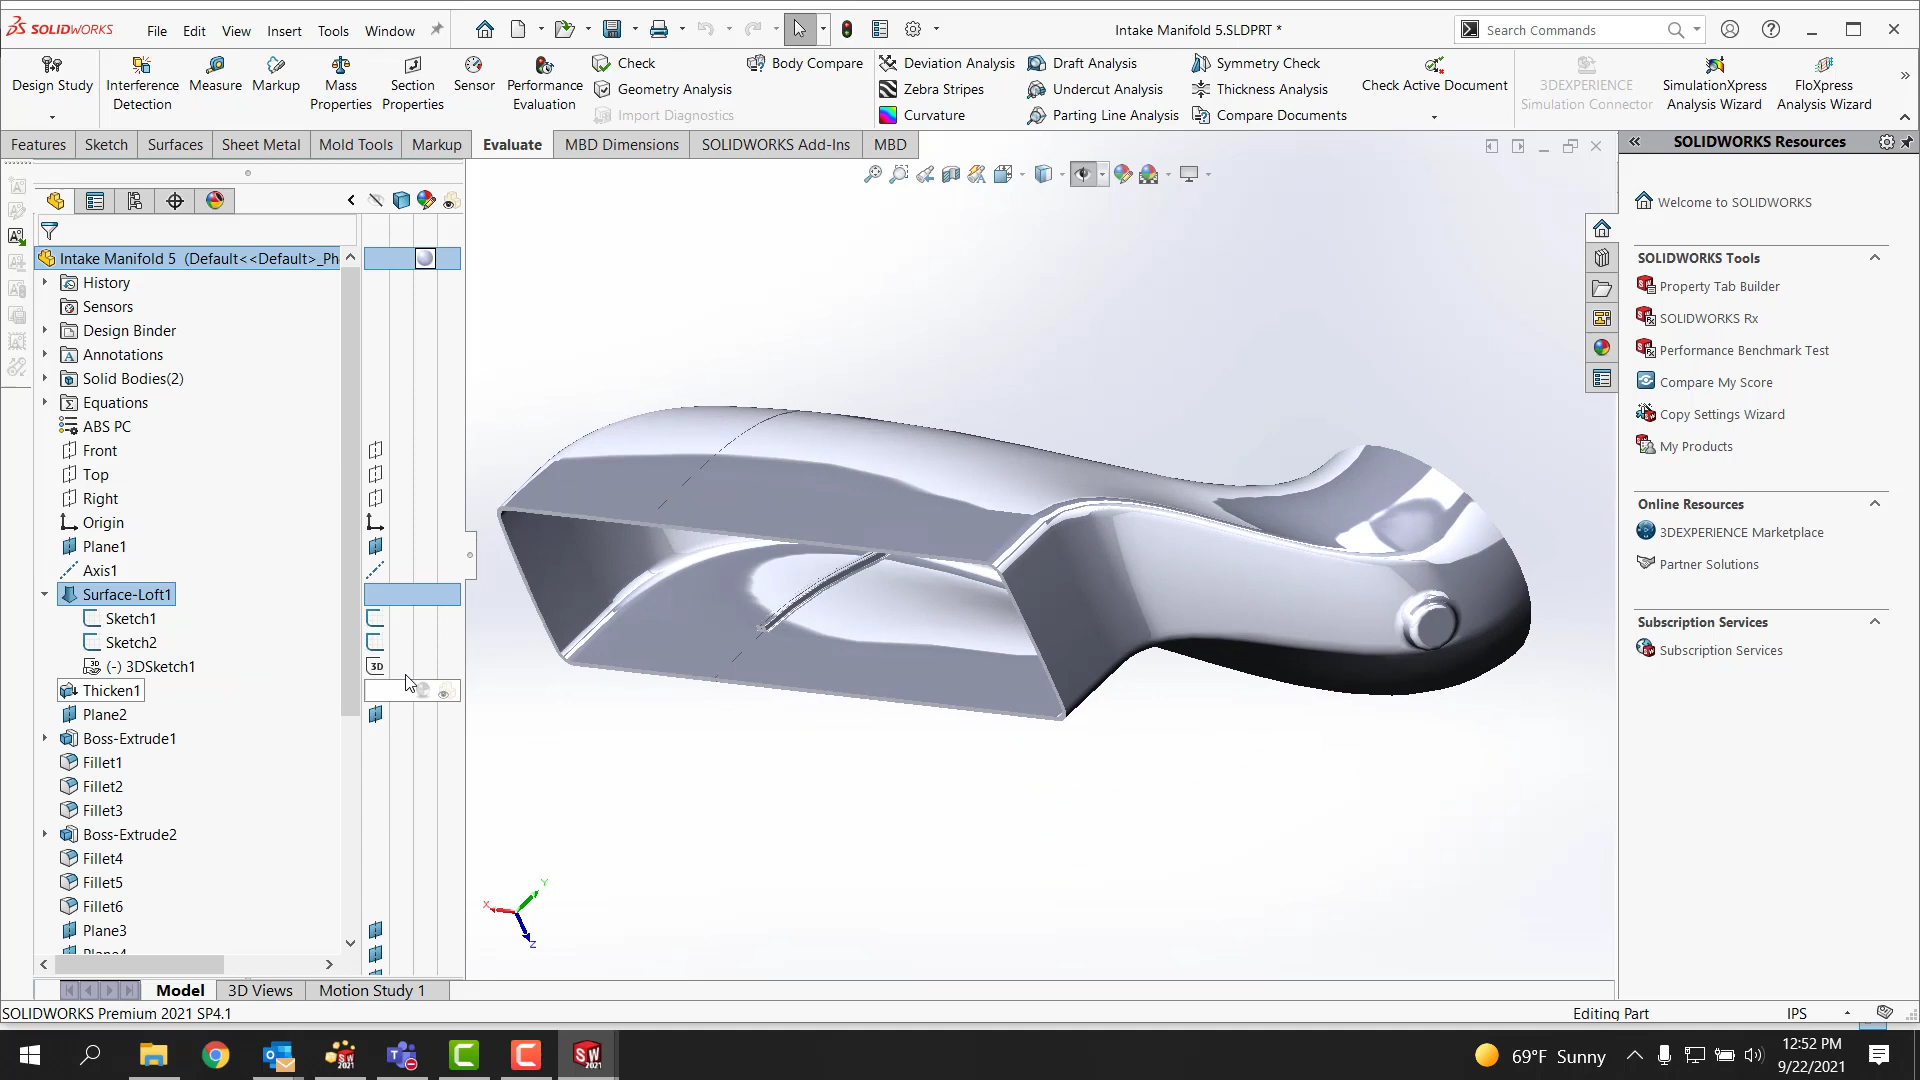 SOLIDWORKS File Edit View Insert Tools Window
Intake Manifold 5.SLDPRT *
Search Commands
Design Study
Interference Detection
Measure
Markup
Mass Properties
Section Properties
Sensor
Performance Evaluation
Check
Geometry Analysis
Import Diagnostics
Body Compare
Deviation Analysis
Zebra Stripes
Curvature
Draft Analysis
Undercut Analysis
Parting Line Analysis
Symmetry Check
Thickness Analysis
Compare Documents
Check Active Document
3DEXPERIENCE Simulation Connector
SimulationXpress Analysis Wizard
FloXpress Analysis Wizard
Features Sketch Surfaces Sheet Metal Mold Tools Markup Evaluate MBD Dimensions SOLIDWORKS Add-Ins MBD
Intake Manifold 5 (Default<<Default>_Ph
History
Sensors
Design Binder
Annotations
Solid Bodies(2)
Equations
ABS PC
Front
Top
Right
Origin
Plane1
Axis1
Surface-Loft1
Sketch1
Sketch2
(-) 3DSketch1
3D
Thicken1
Plane2
Boss-Extrude1
Fillet1
Fillet2
Fillet3
Boss-Extrude2
Fillet4
Fillet5
Fillet6
Plane3
Plane4
X
Y
Z
SOLIDWORKS Resources
Welcome to SOLIDWORKS
SOLIDWORKS Tools
Property Tab Builder
SOLIDWORKS Rx
Performance Benchmark Test
Compare My Score
Copy Settings Wizard
My Products
Online Resources
3DEXPERIENCE Marketplace
Partner Solutions
Subscription Services
Subscription Services
Model 3D Views Motion Study 1
SOLIDWORKS Premium 2021 SP4.1
Editing Part
IPS
2021
SW
2021
69°F Sunny
12:52 PM
9/22/2021